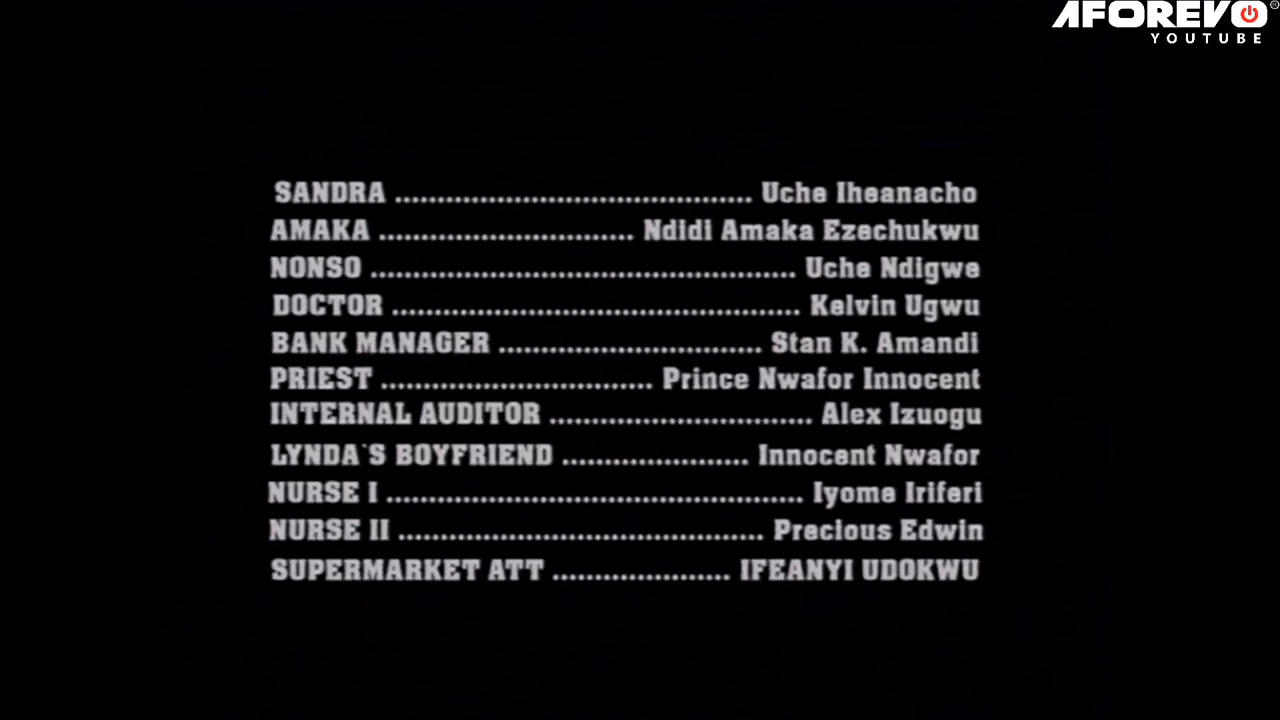 AFOREVO
YOUTUBE
SANDRA .......................................... Uche Iheanacho
AMAKA .............................. Ndidi Amaka Ezechukwu
NONSO .................................................. Uche Ndigwe
DOCTOR ................................................ Kelvin Ugwu
BANK MANAGER ............................... Stan K. Amandi
PRIEST ................................ Prince Nwafor Innocent
INTERNAL AUDITOR ............................... Alex Izuogu
LYNDA`S BOYFRIEND ...................... Innocent Nwafor
NURSE I ................................................. Iyome Iriferi
NURSE II ........................................... Precious Edwin
SUPERMARKET ATT ..................... IFEANYI UDOKWU